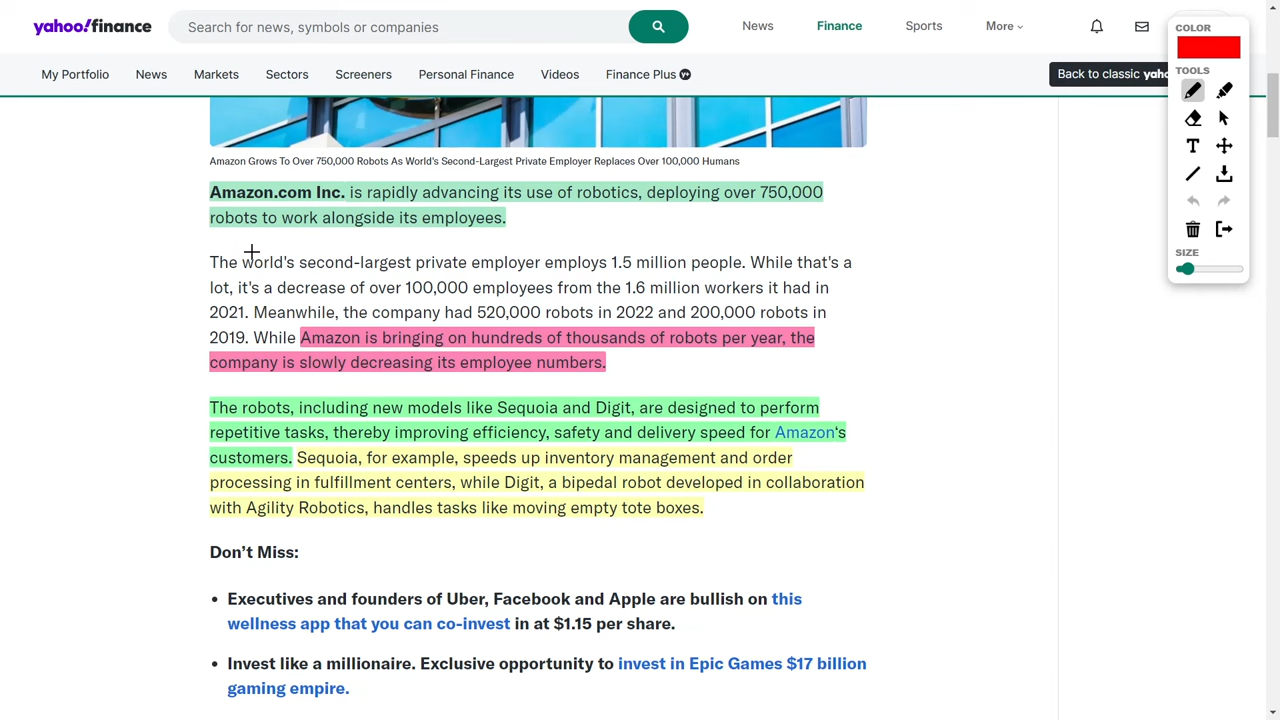 yahoo!finance
Search for news, symbols or companies
News
Finance
Sports
More
COLOR
My Portfolio
News
Markets
Sectors
Screeners
Personal Finance
Videos
Finance Plus
Back to classic yaho
TOOLS
T
SIZE
Amazon Grows To Over 750,000 Robots As World's Second-Largest Private Employer Replaces Over 100,000 Humans
Amazon.com Inc. is rapidly advancing its use of robotics, deploying over 750,000
robots to work alongside its employees.
The world's second-largest private employer employs 1.5 million people. While that's a
lot, it's a decrease of over 100,000 employees from the 1.6 million workers it had in
2021. Meanwhile, the company had 520,000 robots in 2022 and 200,000 robots in
2019. While Amazon is bringing on hundreds of thousands of robots per year, the
company is slowly decreasing its employee numbers.
The robots, including new models like Sequoia and Digit, are designed to perform
repetitive tasks, thereby improving efficiency, safety and delivery speed for Amazon's
customers. Sequoia, for example, speeds up inventory management and order
processing in fulfillment centers, while Digit, a bipedal robot developed in collaboration
with Agility Robotics, handles tasks like moving empty tote boxes.
Don't Miss:
• Executives and founders of Uber, Facebook and Apple are bullish on this
wellness app that you can co-invest in at $1.15 per share.
• Invest like a millionaire. Exclusive opportunity to invest in Epic Games $17 billion
gaming empire.